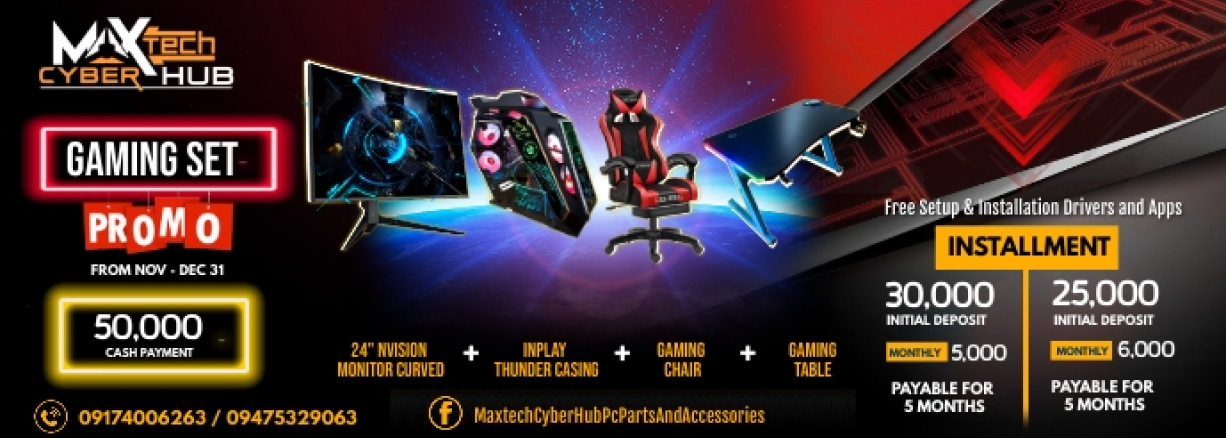 MAXtech
CYBER HUB
GAMING SET
PROMO
FROM NOV - DEC 31
50,000
CASH PAYMENT
09174006263 / 09475329063
24" NVISION
MONITOR CURVED
+
INPLAY
THUNDER CASING
+
GAMING
CHAIR
+
GAMING
TABLE
MaxtechCyberHubPcPartsAndAccessories
Free Setup & Installation Drivers and Apps
INSTALLMENT
30,000
INITIAL DEPOSIT
MONTHLY 5,000
PAYABLE FOR
5 MONTHS
25,000
INITIAL DEPOSIT
MONTHLY 6,000
PAYABLE FOR
5 MONTHS